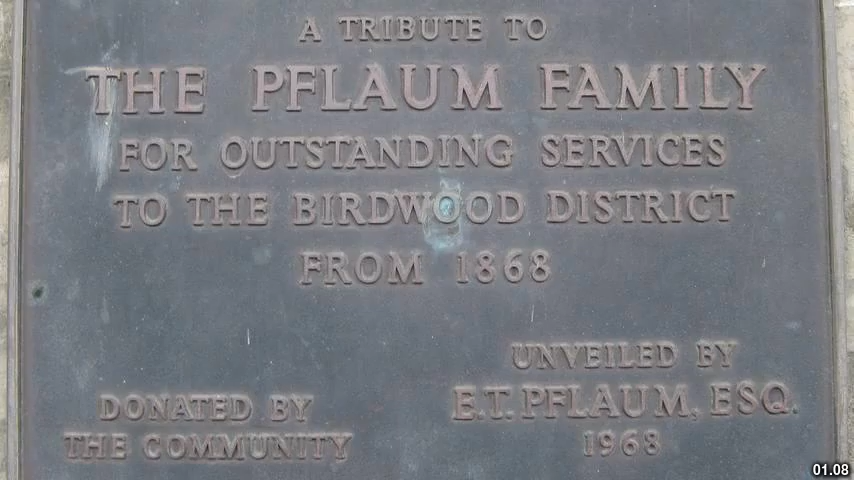 A TRIBUTE TO
THE PFLAUM FAMILY
FOR OUTSTANDING SERVICES
TO THE BIRDWOOD DISTRICT
FROM 1868
UNVEILED BY
E.T. PFLAUM, ESQ.
1968
DONATED BY
THE COMMUNITY
01.08